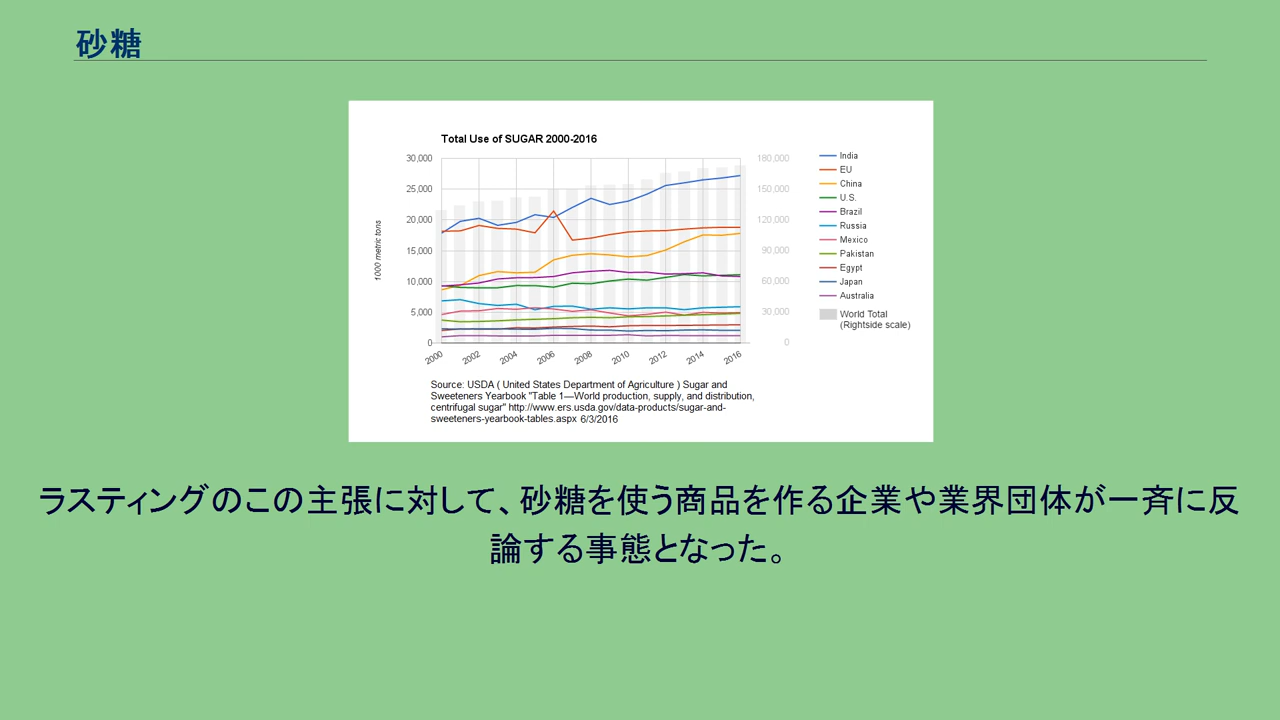 砂糖
Total Use of SUGAR 2000-2016
30,000
25,000
20,000
15,000
10,000
5,000
0
1000 metric tons
180,000
150,000
120,000
90,000
60,000
30,000
0
2000
2002
2004
2006
2008
2010
2012
2014
2016
India
EU
China
U.S.
Brazil
Russia
Mexico
Pakistan
Egypt
Japan
Australia
World Total
(Rightside scale)
Source: USDA ( United States Department of Agriculture ) Sugar and
Sweeteners Yearbook "Table 1—World production, supply, and distribution,
centrifugal sugar" http://www.ers.usda.gov/data-products/sugar-and-
sweeteners-yearbook-tables.aspx 6/3/2016
ラスティングのこの主張に対して、砂糖を使う商品を作る企業や業界団体が一斉に反
論する事態となった。